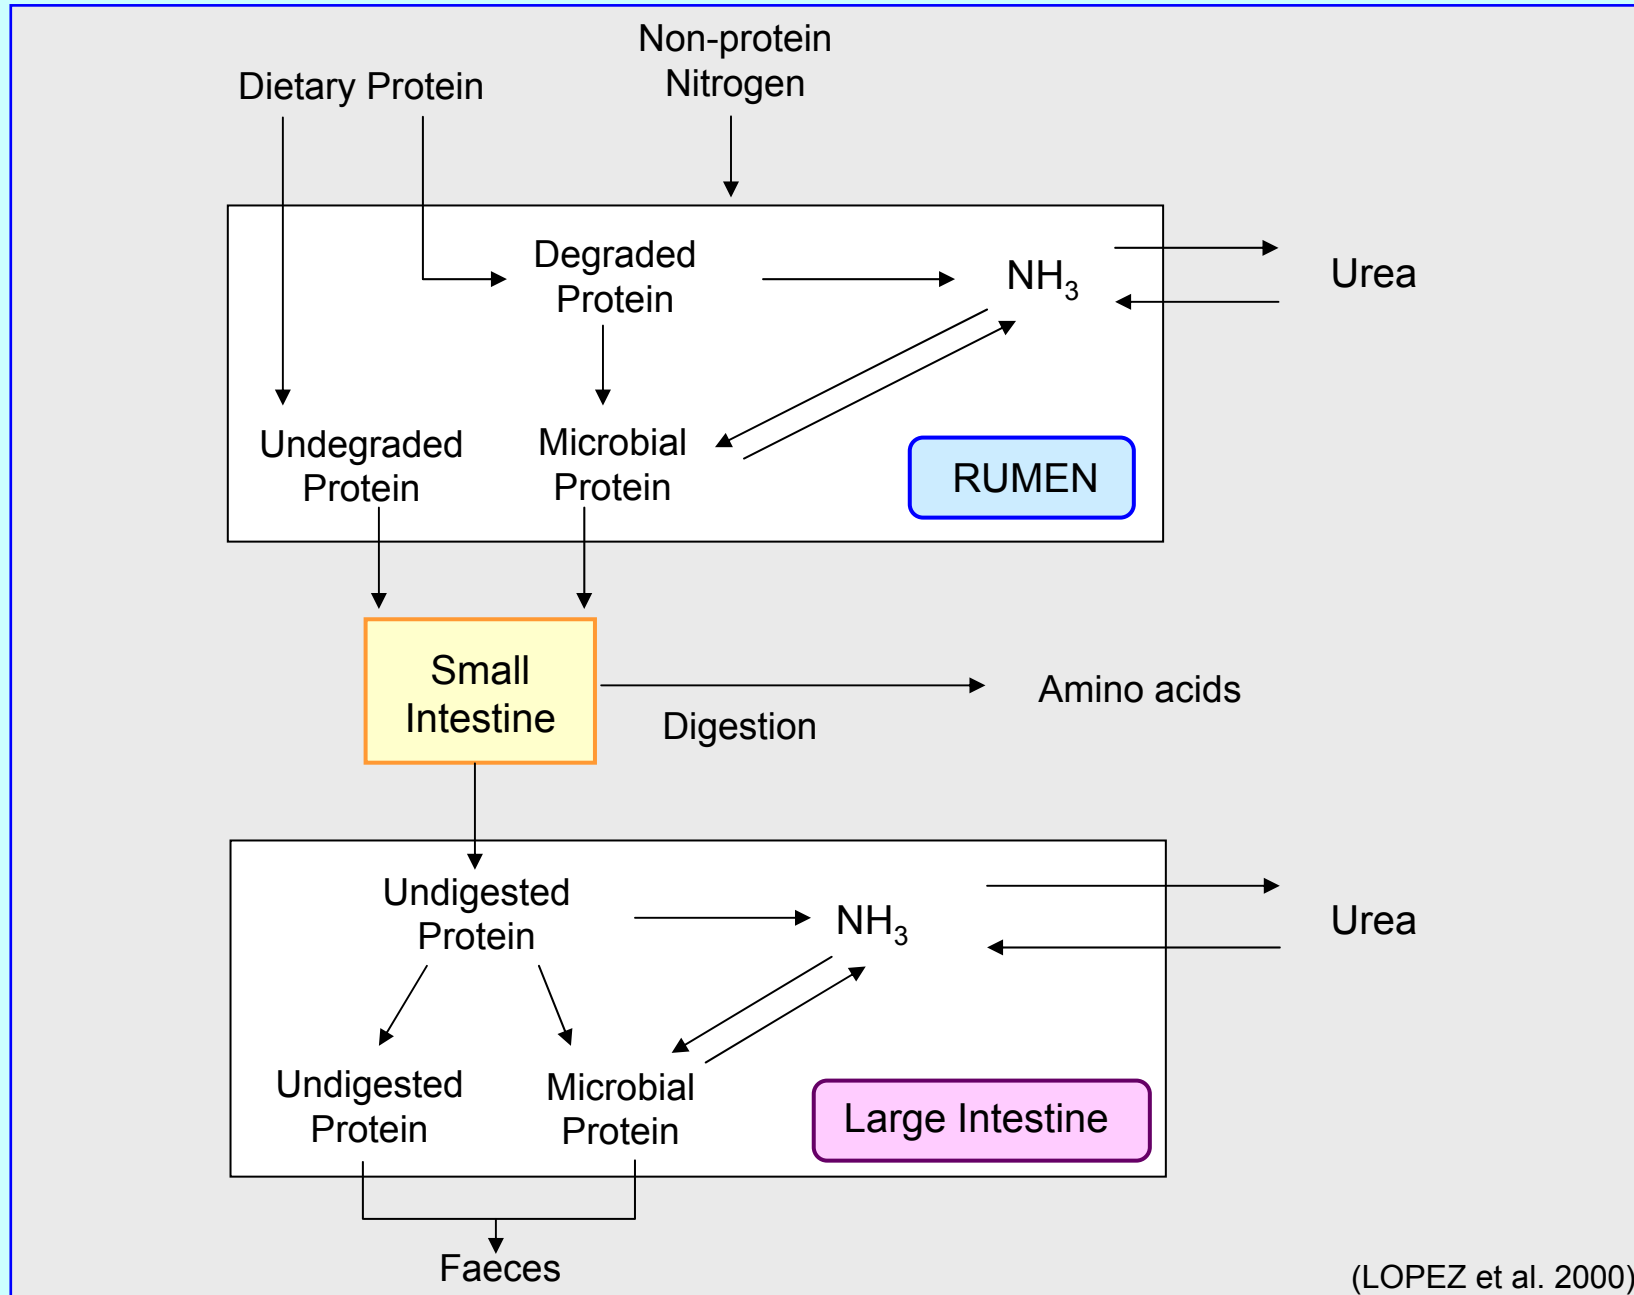 Non-protein
Nitrogen
Dietary Protein
Degraded
Protein
NH₃
Urea
Undegraded
Protein
Microbial
Protein
RUMEN
Small
Intestine
Amino acids
Digestion
Undigested
Protein
NH₃
Urea
Undigested
Protein
Microbial
Protein
Large Intestine
Faeces
(LOPEZ et al. 2000)